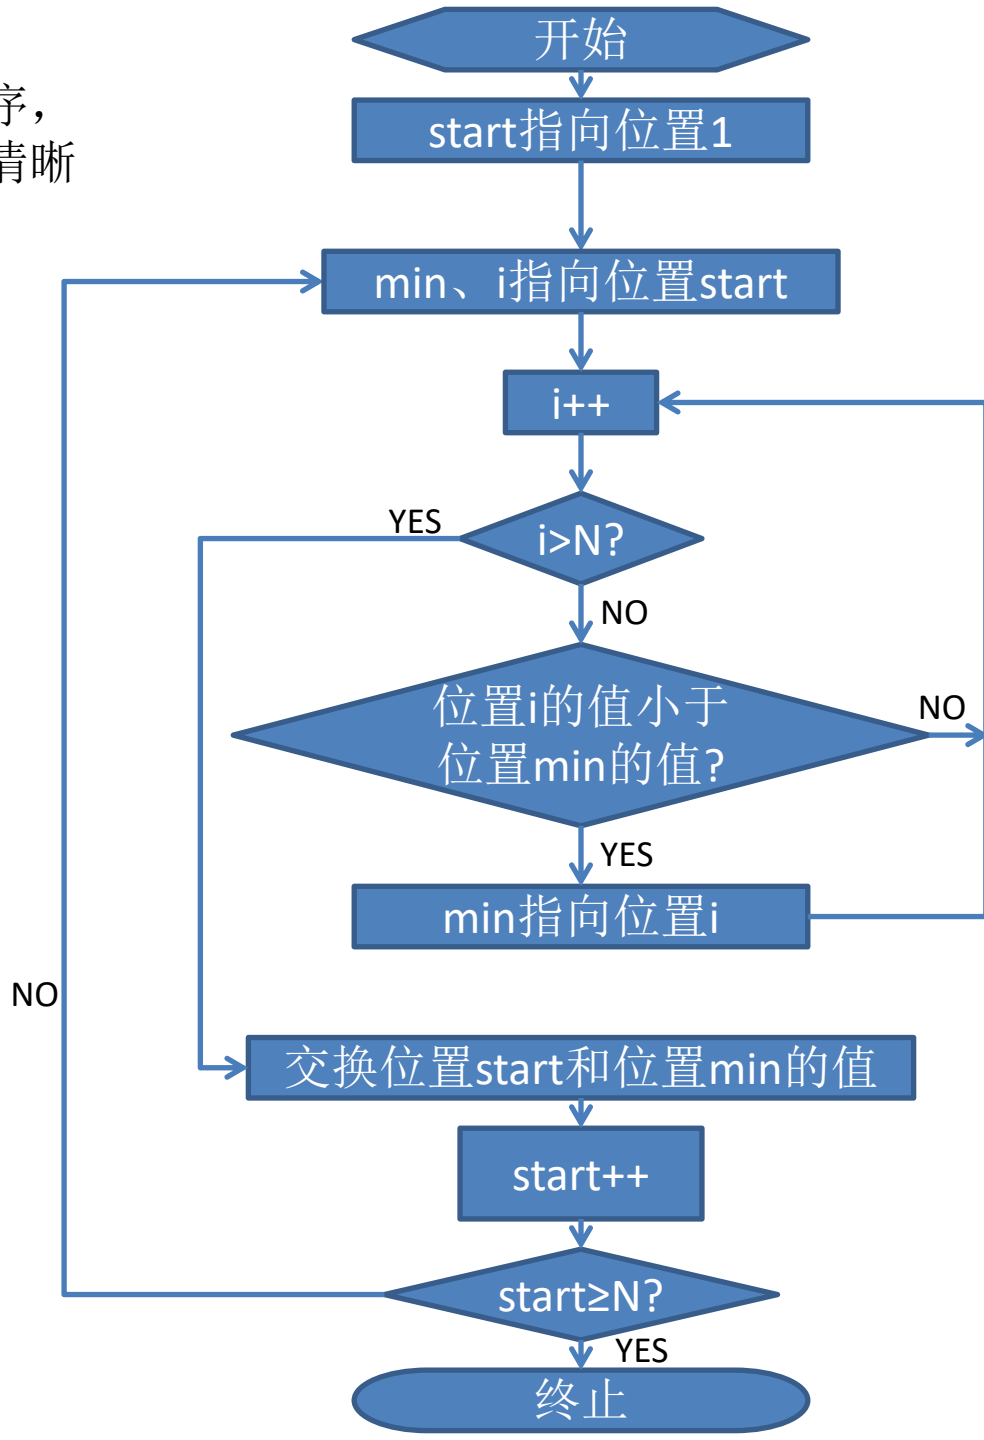 开始
序，
清晰
start指向位置1
min、i指向位置start
i++
YES
i>N?
NO
位置i的值小于
位置min的值?
NO
YES
min指向位置i
NO
交换位置start和位置min的值
start++
start≥N?
YES
终止